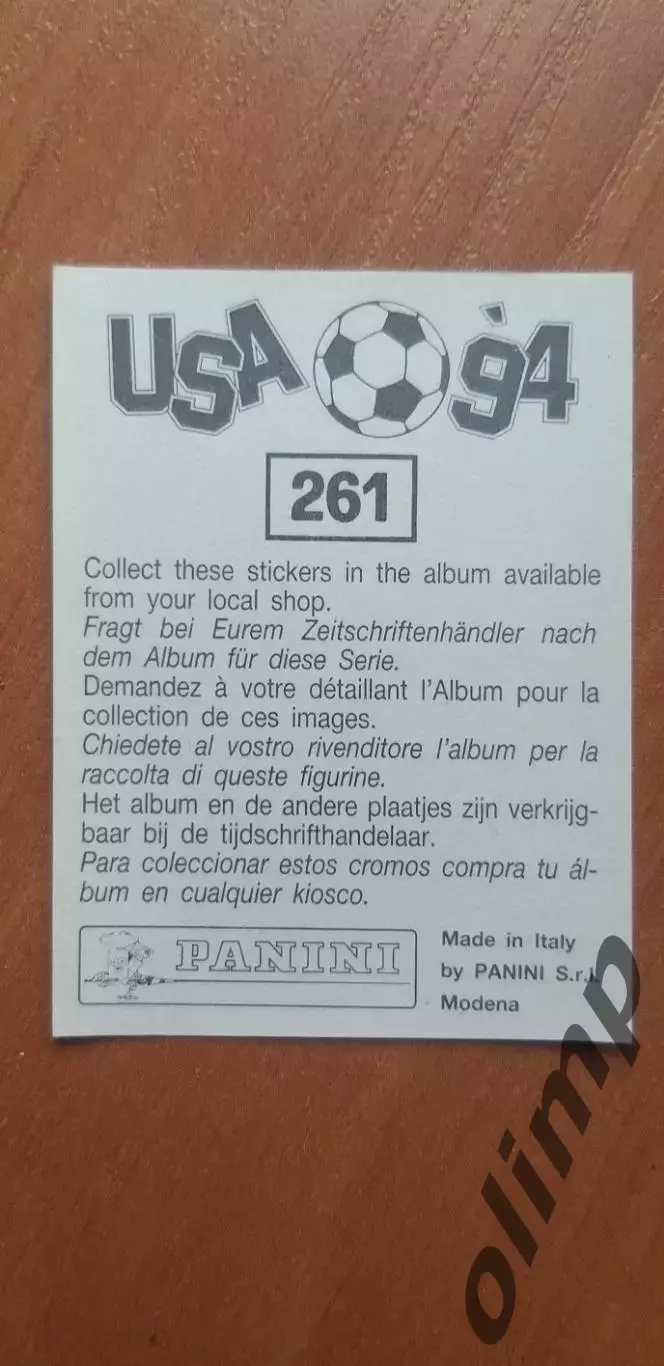 USA '94
261
Collect these stickers in the album available
from your local shop.
Fragt bei Eurem Zeitschriftenhändler nach
dem Album für diese Serie.
Demandez à votre détaillant l'Album pour la
collection de ces images.
Chiedete al vostro rivenditore l'album per la
raccolta di queste figurine.
Het album en de andere plaatjes zijn verkrijg-
baar bij de tijdschrifthandelaar.
Para coleccionar estos cromos compra tu ál-
bum en cualquier kiosco.
PANINI
Made in Italy
by PANINI S.r.l.
Modena
olimp